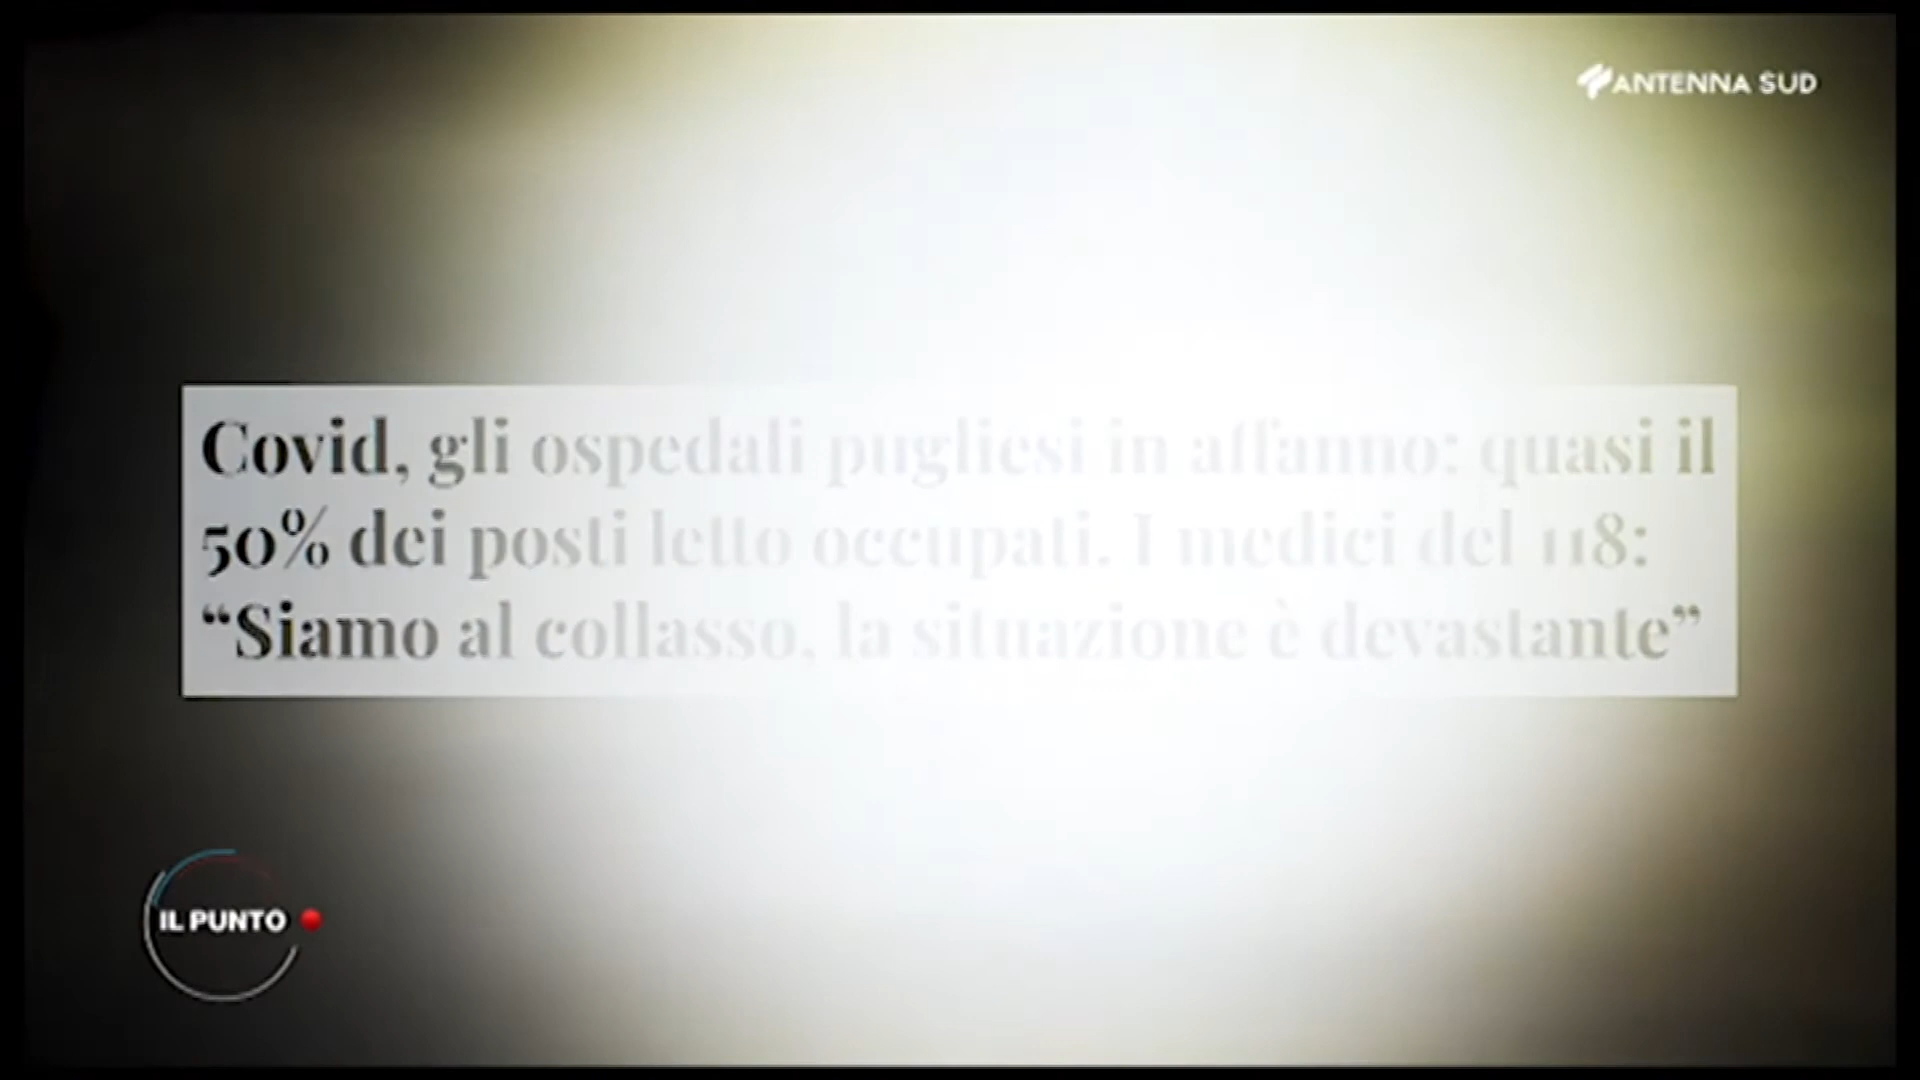 ANTENNA SUD
Covid, gli ospedali pugliesi in affanno: quasi il
50% dei posti letto occupati. I medici del 118:
“Siamo al collasso, la situazione è devastante”
IL PUNTO